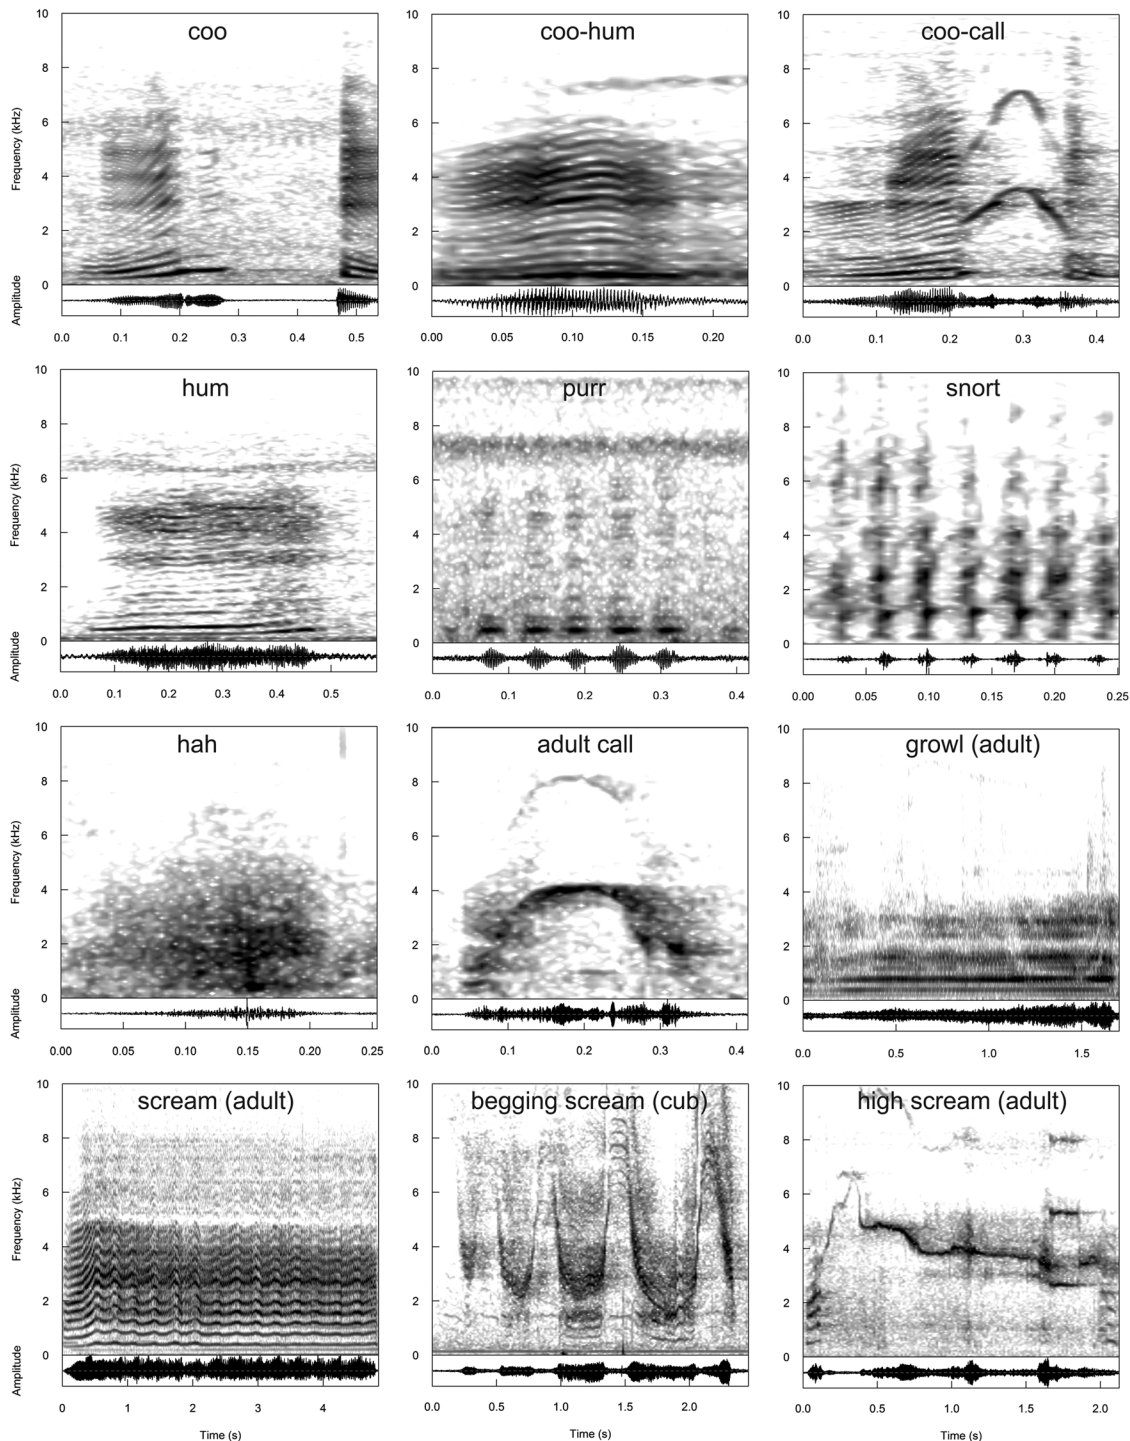 coo
10
8
6
4
2
0
Frequency (kHz)
Amplitude
0.0 0.1 0.2 0.3 0.4 0.5
coo-hum
10
8
6
4
2
0
0.00 0.05 0.10 0.15 0.20
coo-call
10
8
6
4
2
0
0.0 0.1 0.2 0.3 0.4
hum
10
8
6
4
2
0
Frequency (kHz)
Amplitude
0.0 0.1 0.2 0.3 0.4 0.5
purr
10
8
6
4
2
0
0.0 0.1 0.2 0.3 0.4
snort
10
8
6
4
2
0
0.00 0.05 0.10 0.15 0.20 0.25
hah
10
8
6
4
2
0
Frequency (kHz)
Amplitude
0.00 0.05 0.10 0.15 0.20 0.25
adult call
10
8
6
4
2
0
0.0 0.1 0.2 0.3 0.4
growl (adult)
10
8
6
4
2
0
0.0 0.5 1.0 1.5
scream (adult)
10
8
6
4
2
0
Frequency (kHz)
Amplitude
0 1 2 3 4
Time (s)
begging scream (cub)
10
8
6
4
2
0
0.0 0.5 1.0 1.5 2.0
Time (s)
high scream (adult)
10
8
6
4
2
0
0.0 0.5 1.0 1.5 2.0
Time (s)